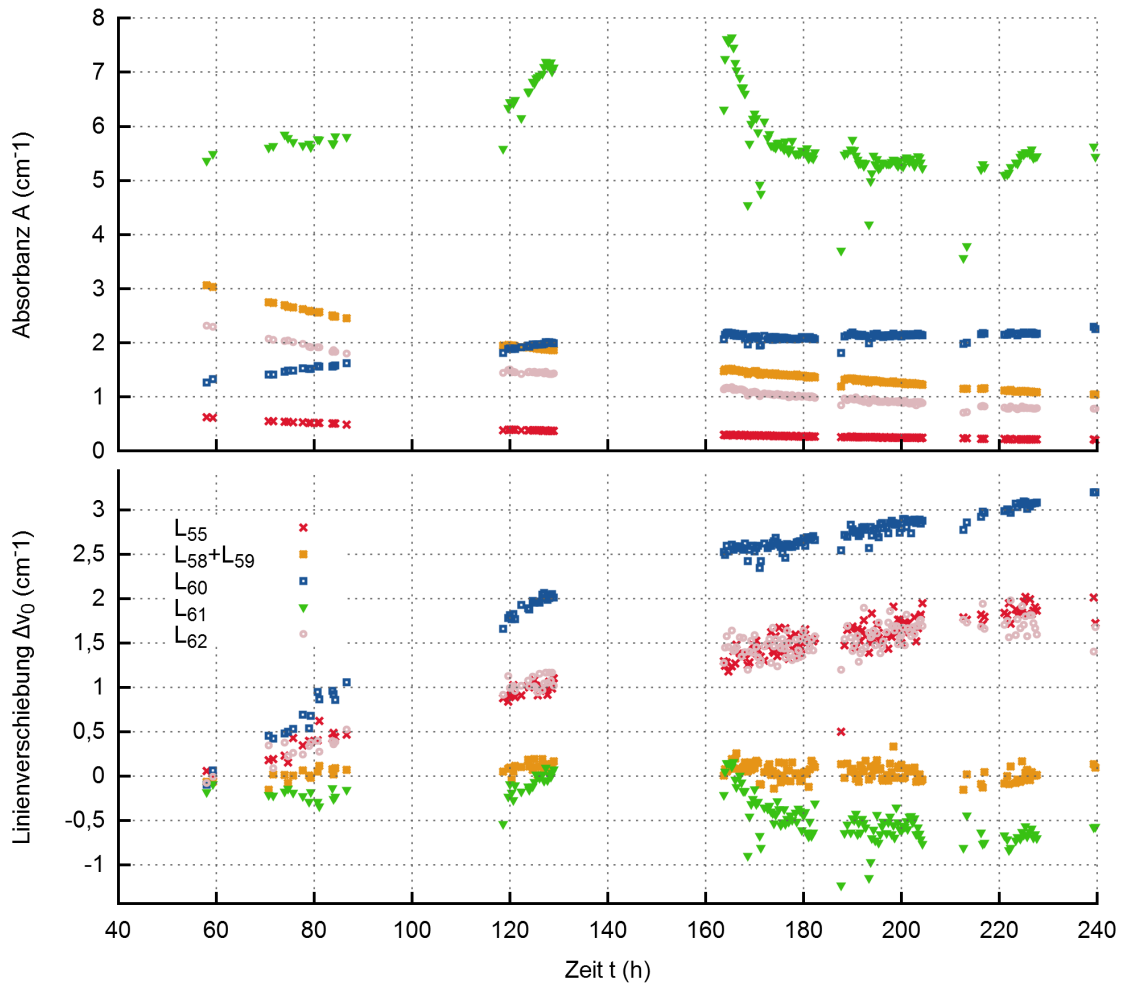 8
7
6
5
4
3
2
1
0
Absorbanz A (cm⁻¹)
3
2,5
2
1,5
1
0,5
0
-0,5
-1
Linienverschiebung Δν₀ (cm⁻¹)
L₅₅
L₅₈+L₅₉
L₆₀
L₆₁
L₆₂
40 60 80 100 120 140 160 180 200 220 240
Zeit t (h)